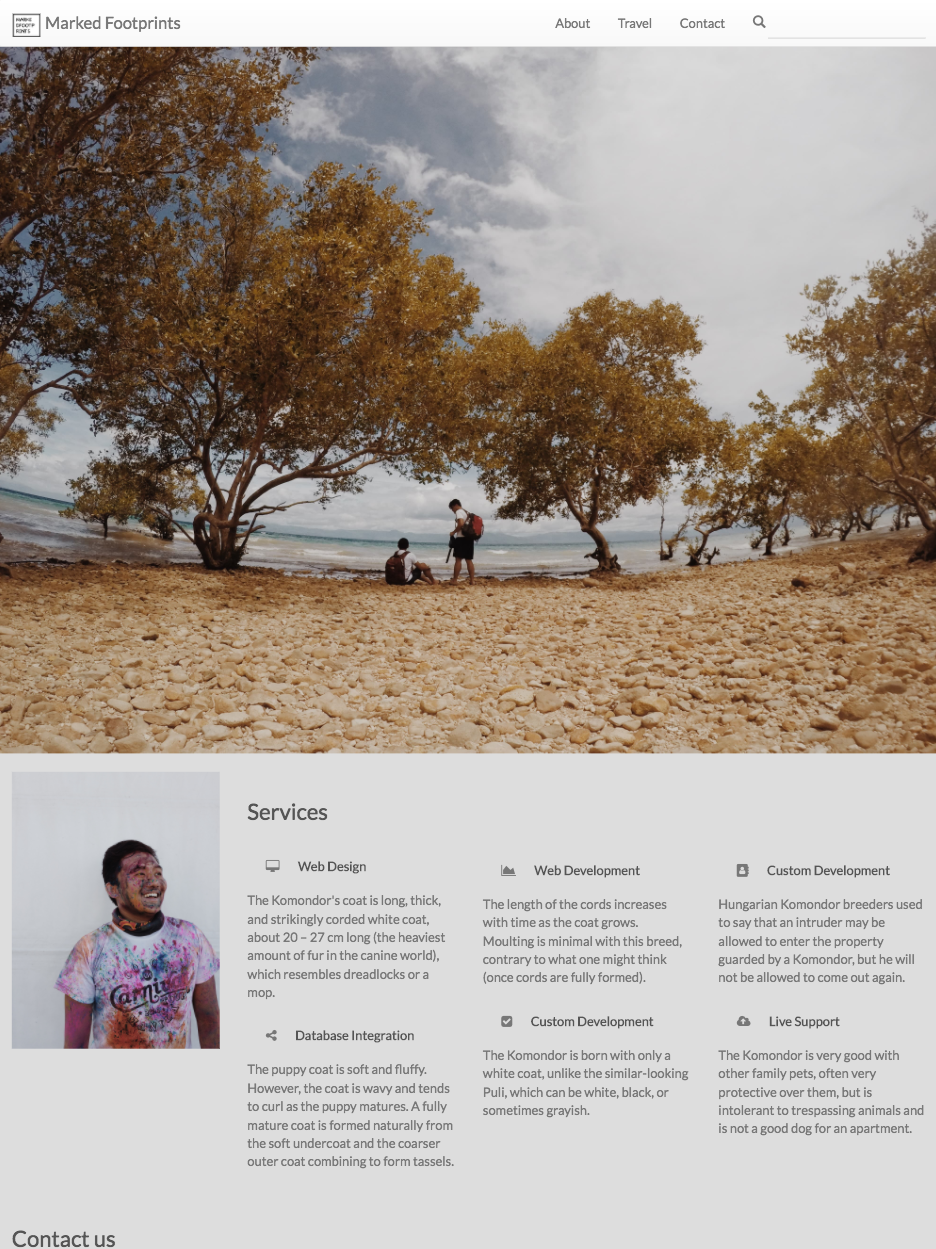 MARKE
DFOOTP
RINTS
Marked Footprints
About
Travel
Contact
Carnival
Services
Web Design
The Komondor's coat is long, thick,
and strikingly corded white coat,
about 20 – 27 cm long (the heaviest
amount of fur in the canine world),
which resembles dreadlocks or a
mop.
Web Development
The length of the cords increases
with time as the coat grows.
Moulting is minimal with this breed,
contrary to what one might think
(once cords are fully formed).
Custom Development
Hungarian Komondor breeders used
to say that an intruder may be
allowed to enter the property
guarded by a Komondor, but he will
not be allowed to come out again.
Database Integration
The puppy coat is soft and fluffy.
However, the coat is wavy and tends
to curl as the puppy matures. A fully
mature coat is formed naturally from
the soft undercoat and the coarser
outer coat combining to form tassels.
Custom Development
The Komondor is born with only a
white coat, unlike the similar-looking
Puli, which can be white, black, or
sometimes grayish.
Live Support
The Komondor is very good with
other family pets, often very
protective over them, but is
intolerant to trespassing animals and
is not a good dog for an apartment.
Contact us